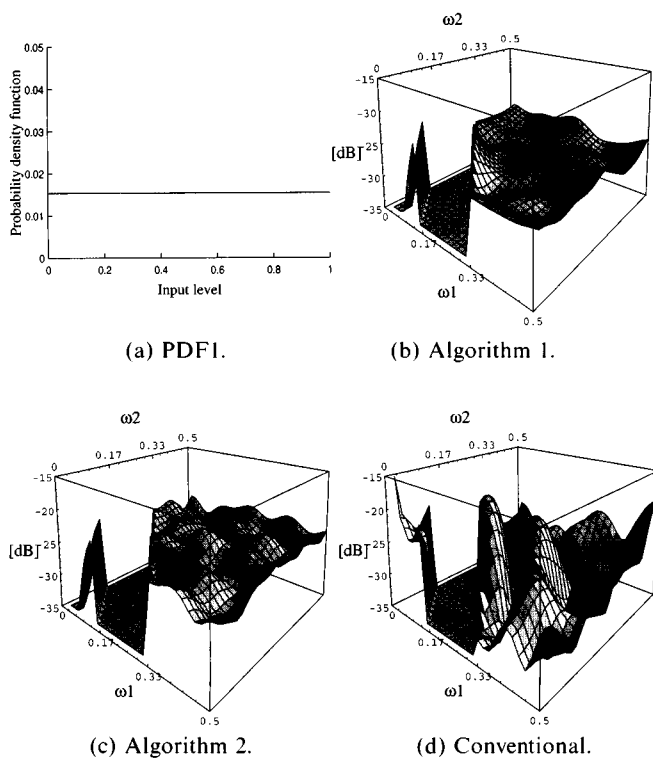 0.05
0.04
0.03
0.02
0.01
0
Probability density function
0 0.2 0.4 0.6 0.8 1
Input level
(a) PDF1.
ω2
0 0.17 0.33 0.5
-15
-20
-25
-30
-35
[dB]
0 0.17 0.33 0.5
ω1
(b) Algorithm 1.
ω2
0 0.17 0.33 0.5
-15
-20
-25
-30
-35
[dB]
0 0.17 0.33 0.5
ω1
(c) Algorithm 2.
ω2
0 0.17 0.33 0.5
-15
-20
-25
-30
-35
[dB]
0 0.17 0.33 0.5
ω1
(d) Conventional.